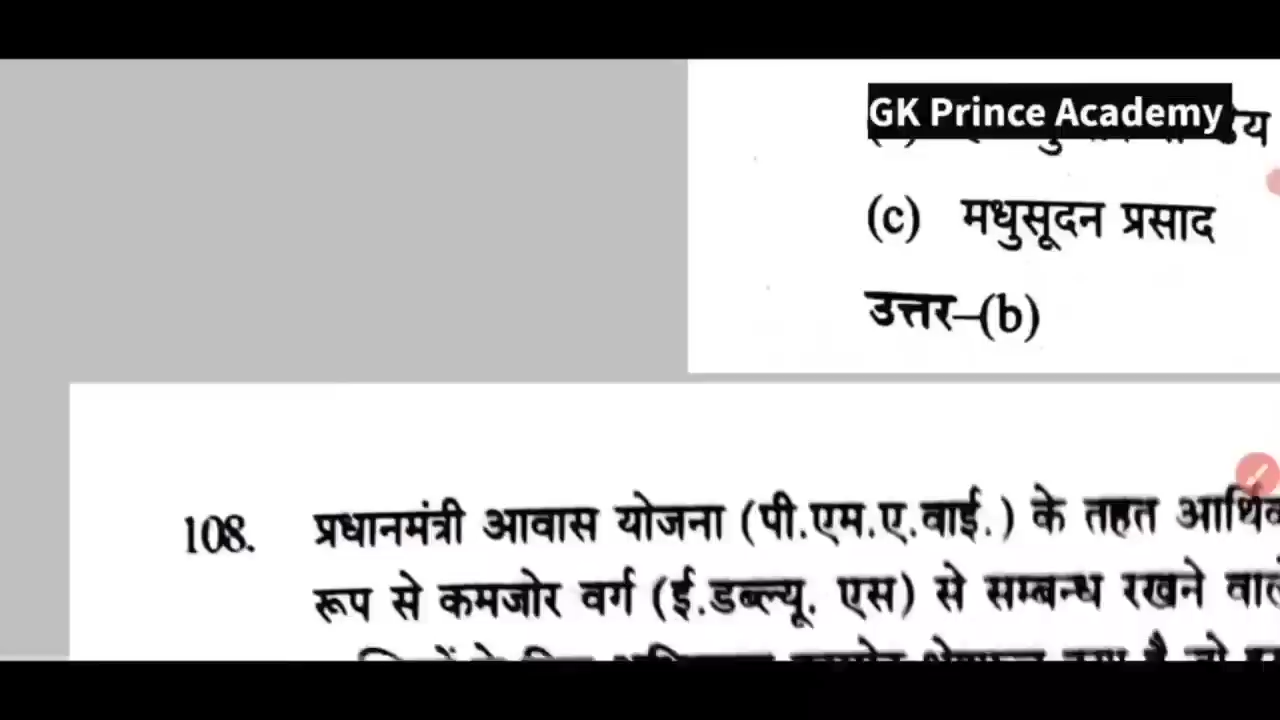 GK Prince Academy
(c) मधुसूदन प्रसाद
उत्तर–(b)
108. प्रधानमंत्री आवास योजना (पी.एम.ए.वाई.) के तहत
रूप से कमजोर वर्ग (ई.डब्ल्यू. एस) से सम्बन्ध रखने